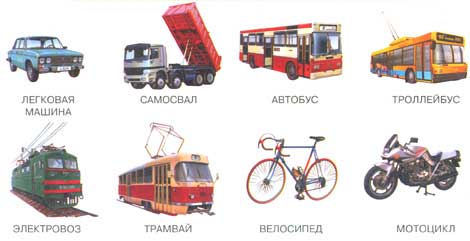 ЛЕГКОВАЯ
МАШИНА
САМОСВАЛ
АВТОБУС
ТРОЛЛЕЙБУС
ЭЛЕКТРОВОЗ
ТРАМВАЙ
ВЕЛОСИПЕД
МОТОЦИКЛ